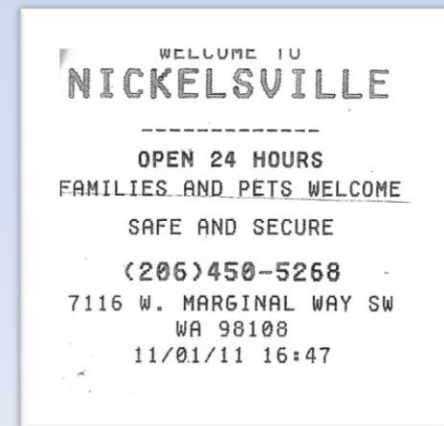 WELCOME TO
NICKELSVILLE
-------------
OPEN 24 HOURS
FAMILIES AND PETS WELCOME
SAFE AND SECURE
(206)450-5268
7116 W. MARGINAL WAY SW
WA 98108
11/01/11 16:47